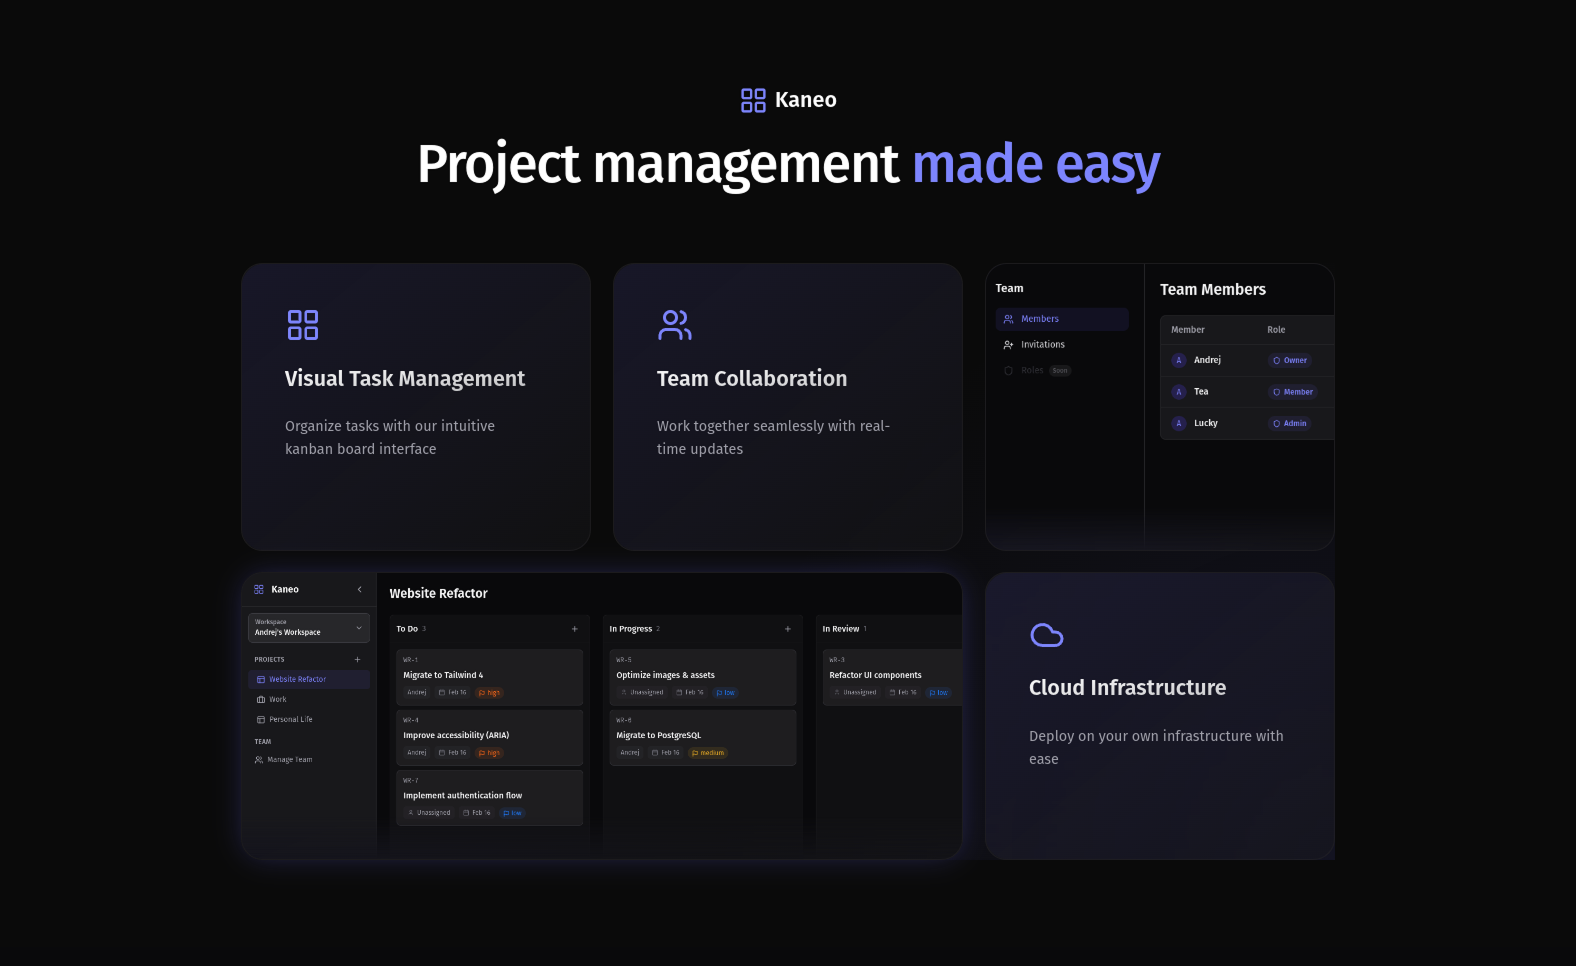 Kaneo
Project management made easy
Visual Task Management
Organize tasks with our intuitive
kanban board interface
Team Collaboration
Work together seamlessly with real-
time updates
Team
Members
Invitations
Roles Soon
Team Members
Member Role
A Andrej Owner
A Tea Member
A Lucky Admin
Kaneo
Workspace
Andrej's Workspace
PROJECTS
Website Refactor
Work
Personal Life
TEAM
Manage Team
Website Refactor
To Do 3
WR-1
Migrate to Tailwind 4
Andrej Feb 16 high
WR-4
Improve accessibility (ARIA)
Andrej Feb 16 high
WR-7
Implement authentication flow
Unassigned Feb 16 low
In Progress 2
WR-5
Optimize images & assets
Unassigned Feb 16 low
WR-6
Migrate to PostgreSQL
Andrej Feb 16 medium
In Review 1
WR-3
Refactor UI components
Unassigned Feb 16 low
Cloud Infrastructure
Deploy on your own infrastructure with
ease